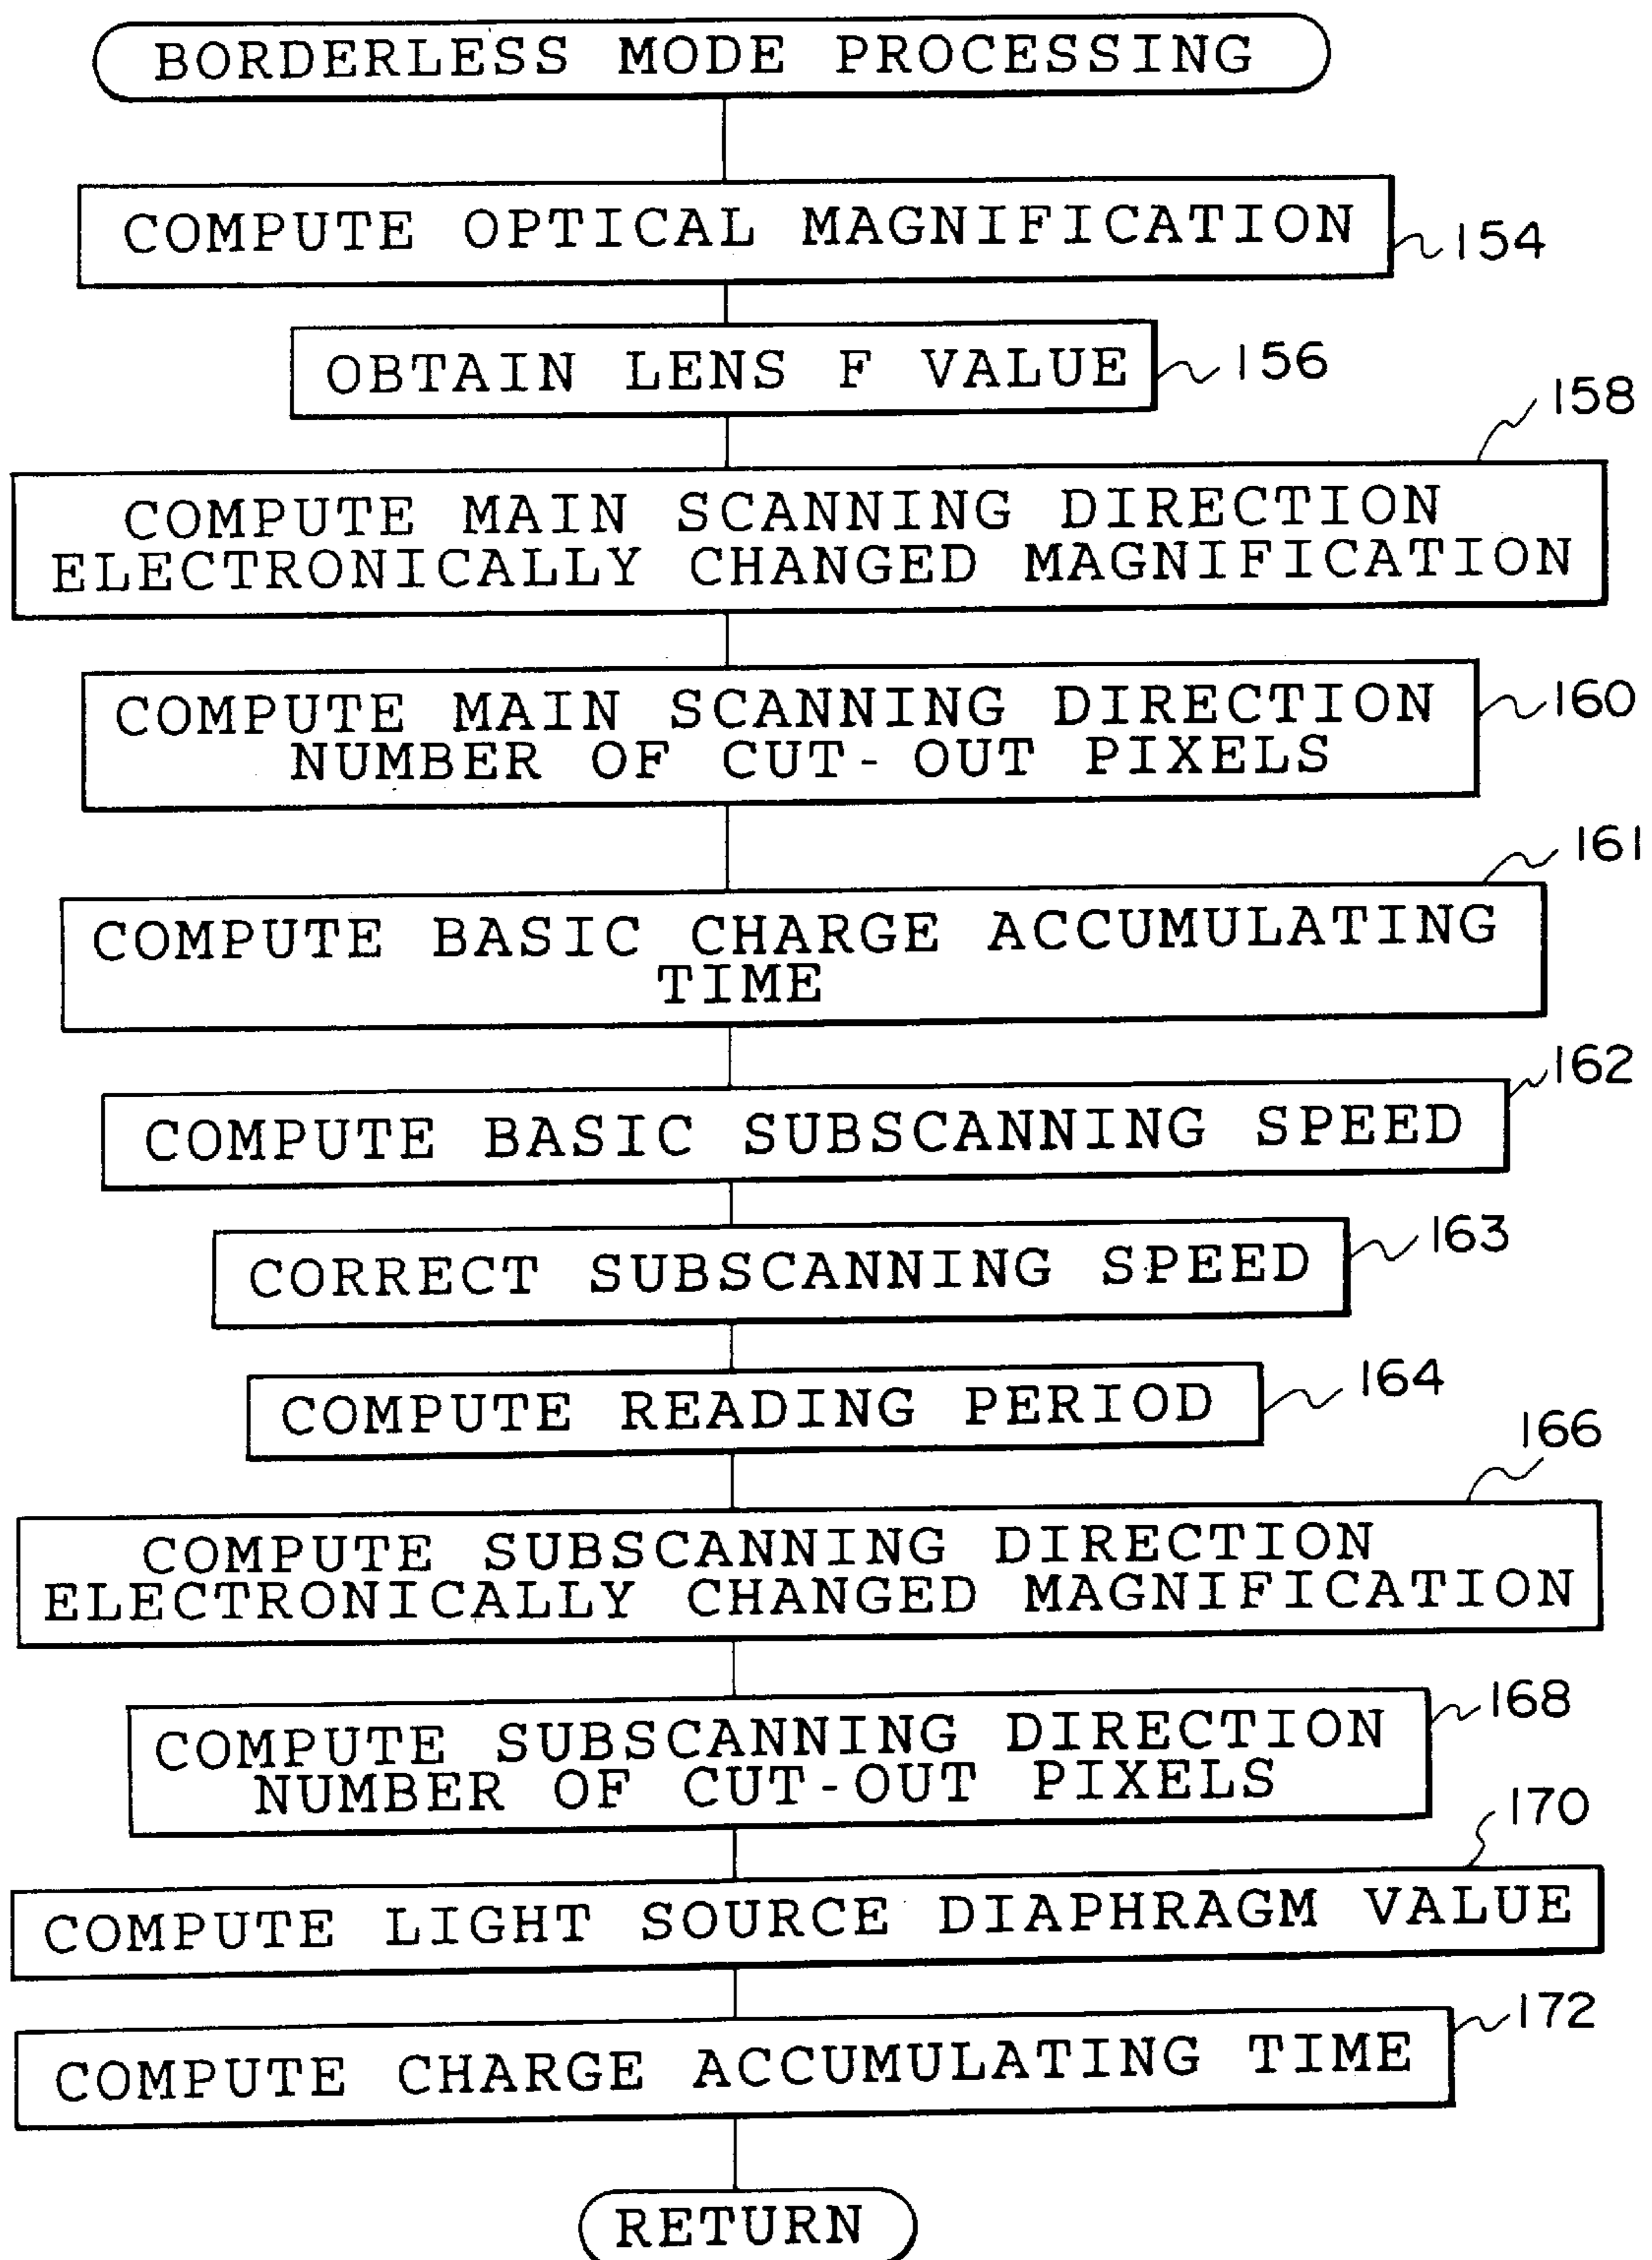 BORDERLESS MODE PROCESSING
COMPUTE OPTICAL MAGNIFICATION
154
OBTAIN LENS F VALUE
156
158
COMPUTE MAIN SCANNING DIRECTION
ELECTRONICALLY CHANGED MAGNIFICATION
COMPUTE MAIN SCANNING DIRECTION
NUMBER OF CUT-OUT PIXELS
160
161
COMPUTE BASIC CHARGE ACCUMULATING
TIME
162
COMPUTE BASIC SUBSCANNING SPEED
CORRECT SUBSCANNING SPEED
163
COMPUTE READING PERIOD
164
166
COMPUTE SUBSCANNING DIRECTION
ELECTRONICALLY CHANGED MAGNIFICATION
COMPUTE SUBSCANNING DIRECTION
NUMBER OF CUT-OUT PIXELS
168
170
COMPUTE LIGHT SOURCE DIAPHRAGM VALUE
172
COMPUTE CHARGE ACCUMULATING TIME
RETURN